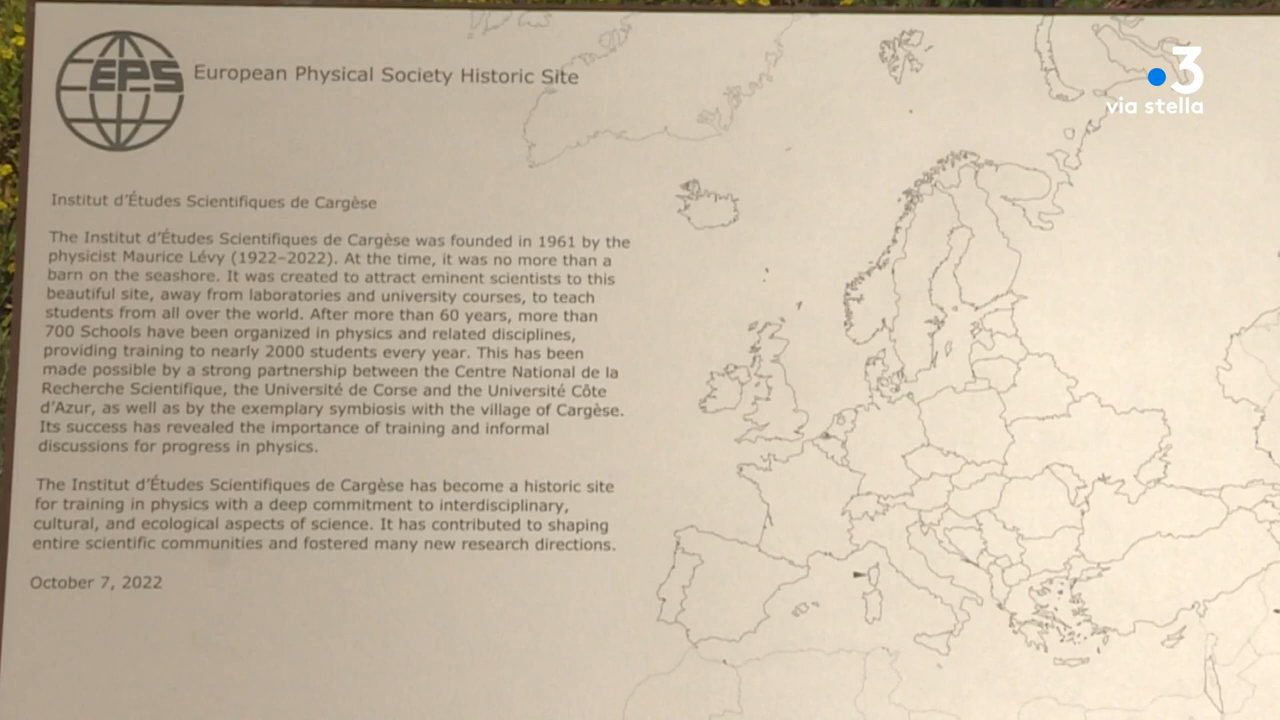 EPS
European Physical Society Historic Site
3
via stella
Institut d'Études Scientifiques de Cargèse
The Institut d'Études Scientifiques de Cargèse was founded in 1961 by the
physicist Maurice Lévy (1922–2022). At the time, it was no more than a
barn on the seashore. It was created to attract eminent scientists to this
beautiful site, away from laboratories and university courses, to teach
students from all over the world. After more than 60 years, more than
700 Schools have been organized in physics and related disciplines,
providing training to nearly 2000 students every year. This has been
made possible by a strong partnership between the Centre National de la
Recherche Scientifique, the Université de Corse and the Université Côte
d'Azur, as well as by the exemplary symbiosis with the village of Cargèse.
Its success has revealed the importance of training and informal
discussions for progress in physics.
The Institut d'Études Scientifiques de Cargèse has become a historic site
for training in physics with a deep commitment to interdisciplinary,
cultural, and ecological aspects of science. It has contributed to shaping
entire scientific communities and fostered many new research directions.
October 7, 2022